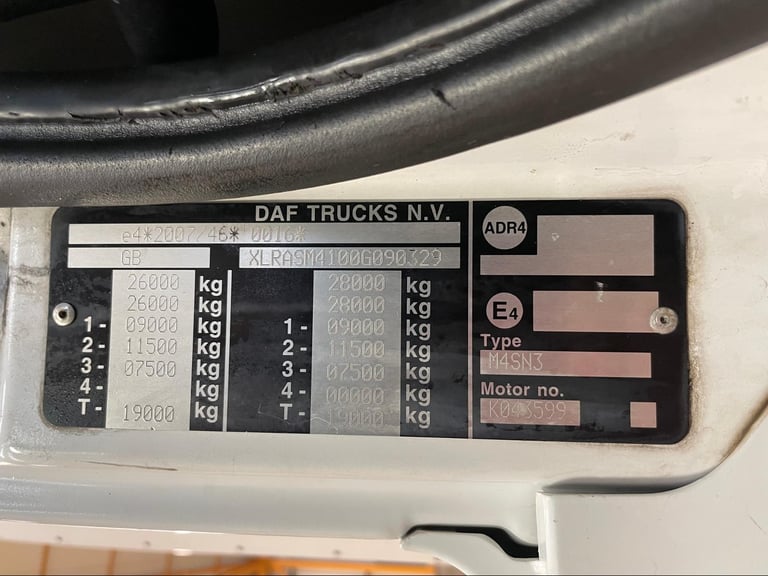 DAF TRUCKS N.V.
e4*2007/46* 0016*
GB XLRASM4100G090329
26000 kg 28000 kg
26000 kg 28000 kg
1- 09000 kg 1- 09000 kg
2- 11500 kg 2- 11500 kg
3- 07500 kg 3- 07500 kg
4- kg 4- 00000 kg
T- 19000 kg T- 19000 kg
ADR4
E4
Type
M4SN3
Motor no.
K043599